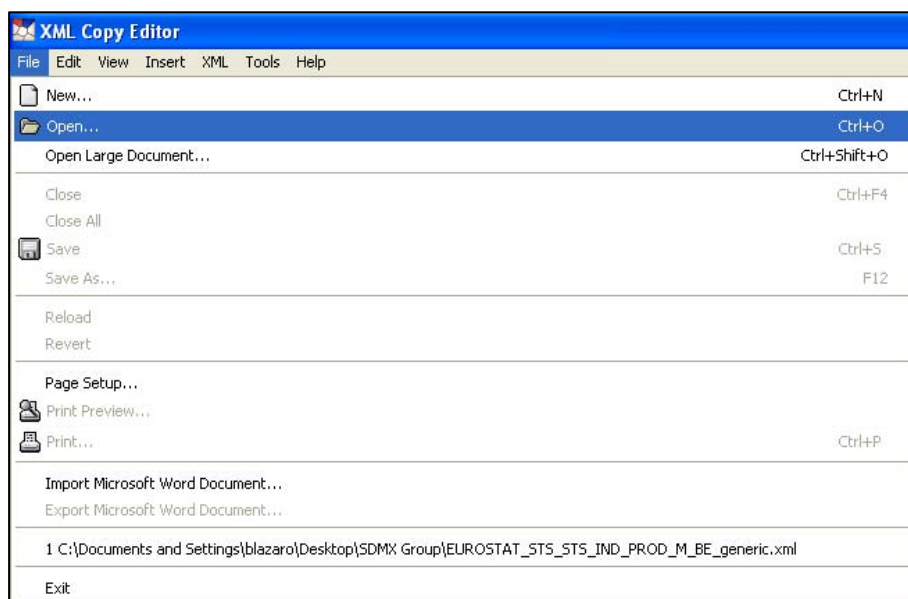 XML Copy Editor
File Edit View Insert XML Tools Help
New... Ctrl+N
Open... Ctrl+O
Open Large Document... Ctrl+Shift+O
Close Ctrl+F4
Close All
Save Ctrl+S
Save As... F12
Reload
Revert
Page Setup...
Print Preview...
Print... Ctrl+P
Import Microsoft Word Document...
Export Microsoft Word Document...
1 C:\Documents and Settings\blazaro\Desktop\SDMX Group\EUROSTAT_STS_STS_IND_PROD_M_BE_generic.xml
Exit